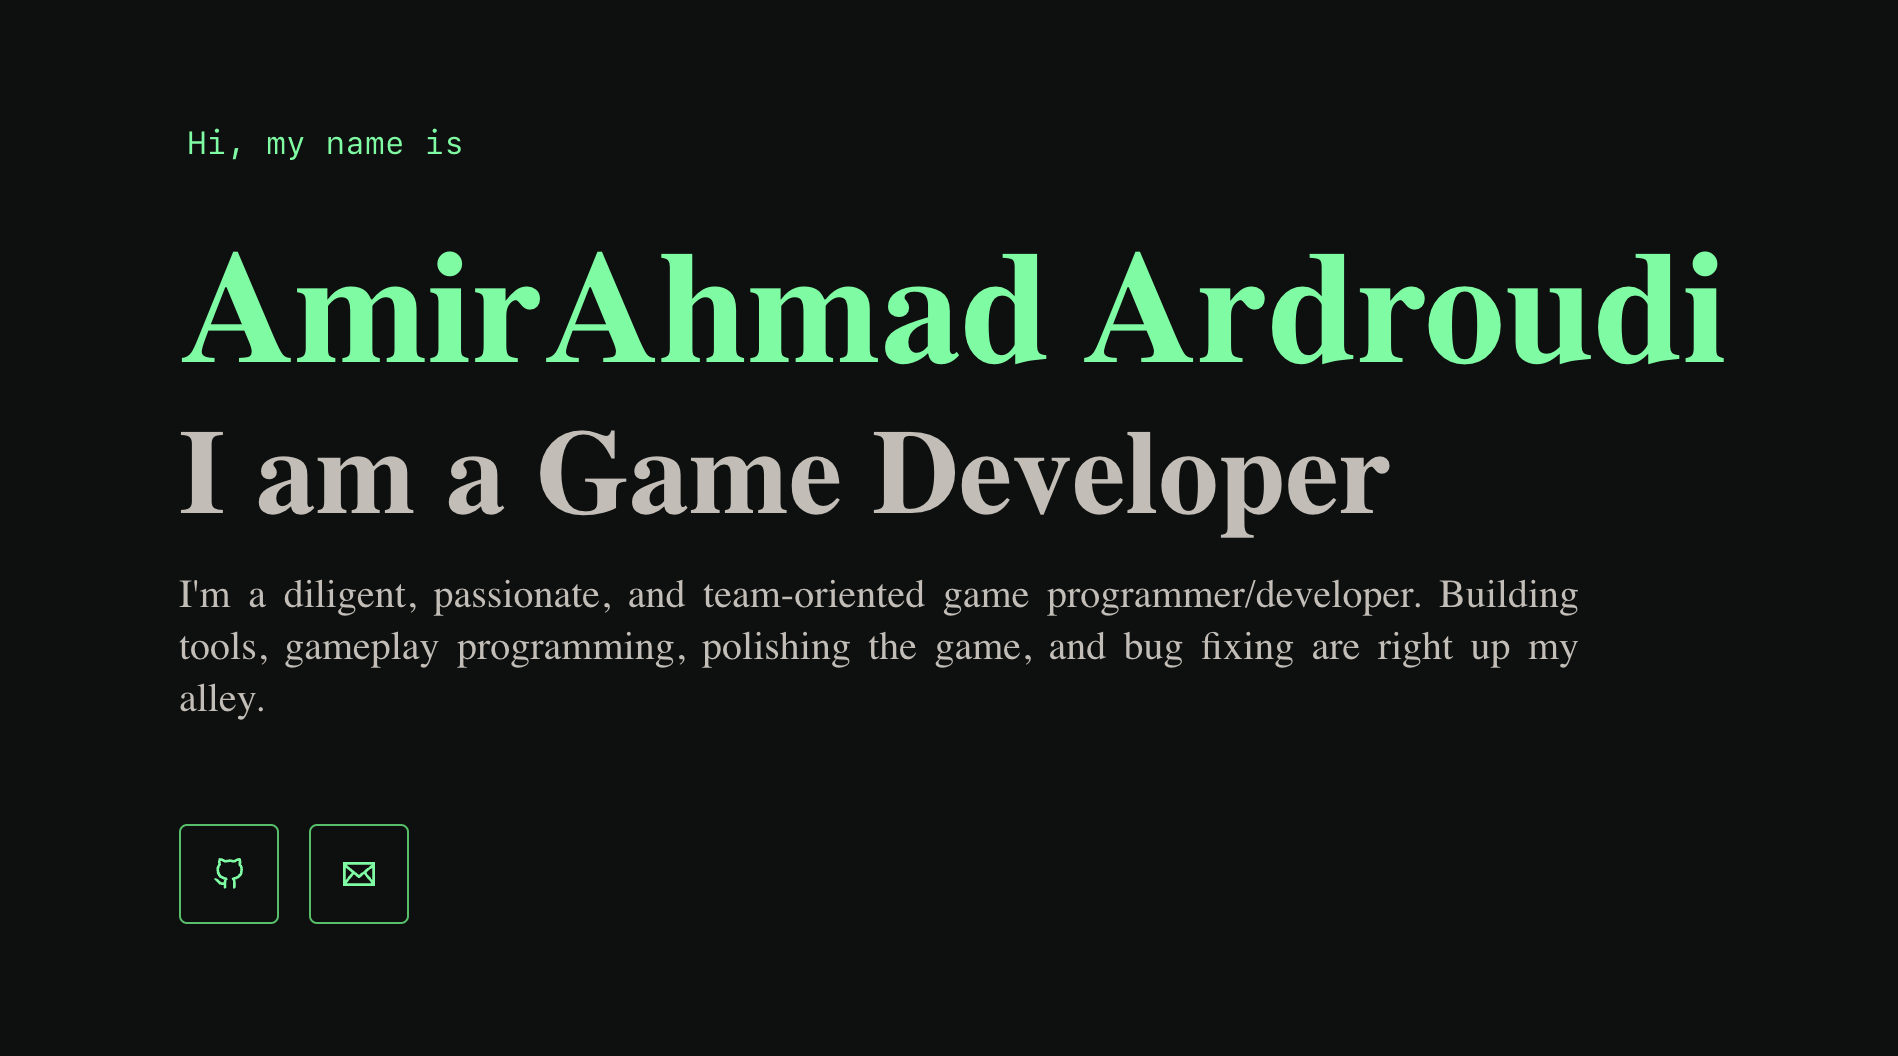 Hi, my name is
AmirAhmad Ardroudi
I am a Game Developer
I'm a diligent, passionate, and team-oriented game programmer/developer. Building
tools, gameplay programming, polishing the game, and bug fixing are right up my
alley.